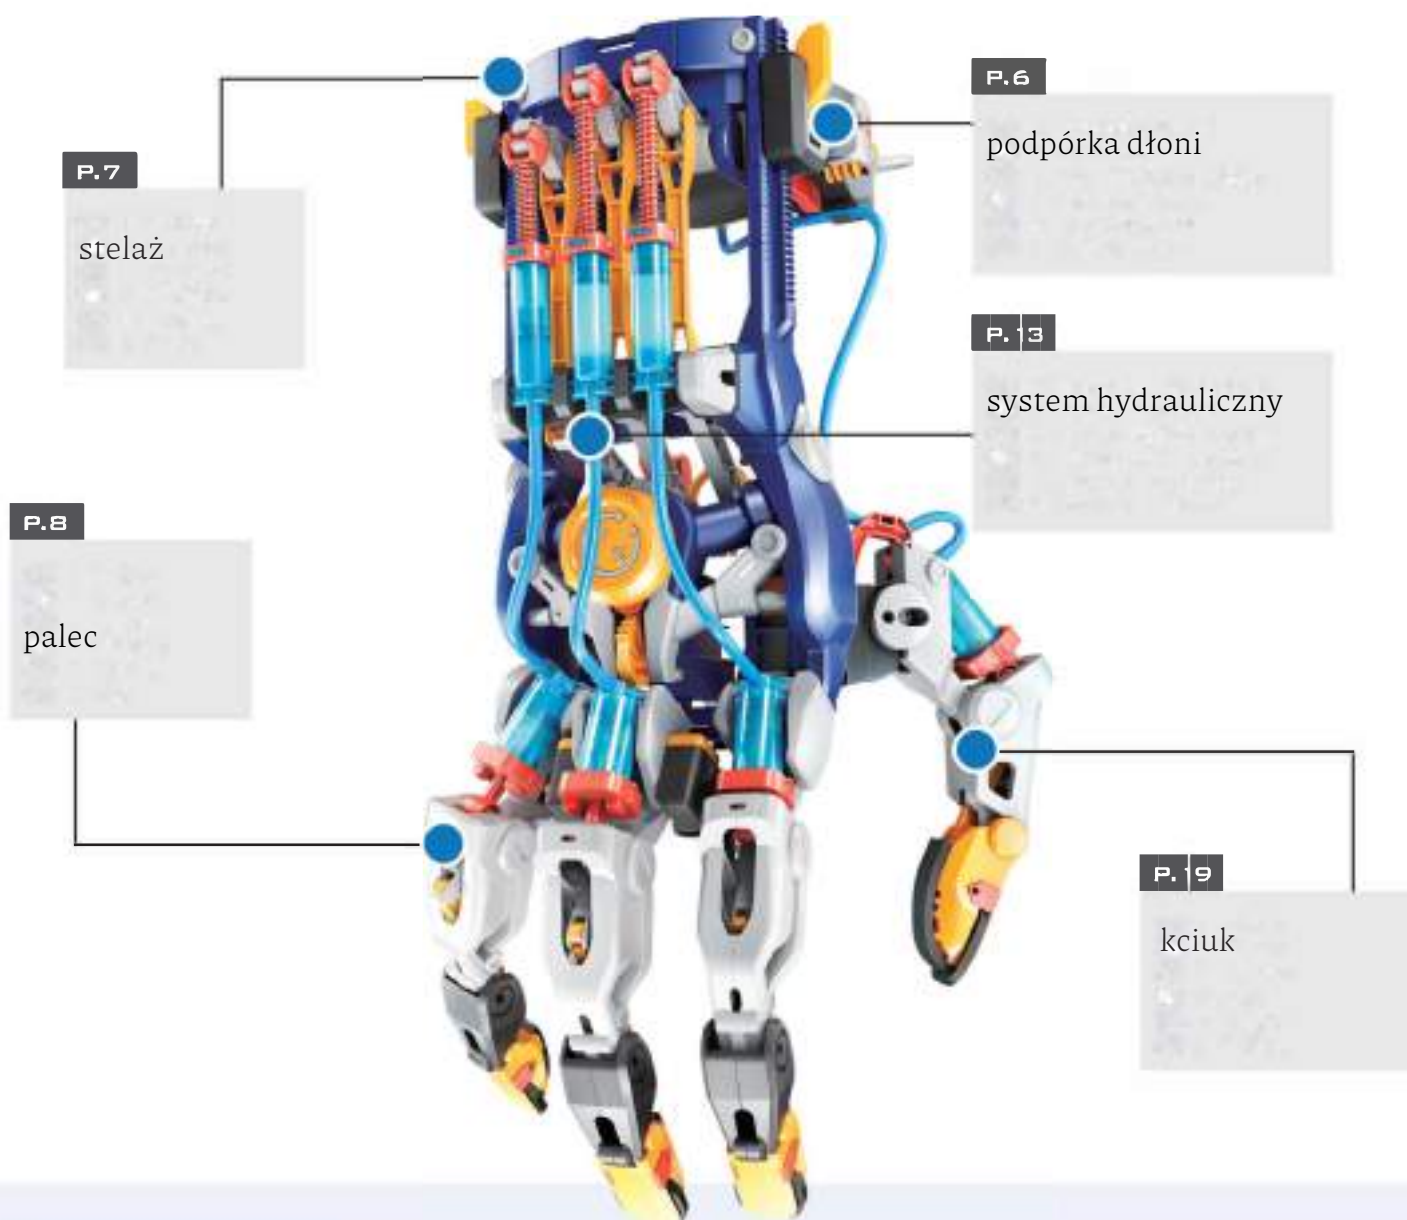 P.6
podpórka dłoni
P.7
stelaż
P.13
system hydrauliczny
P.8
palec
P.19
kciuk